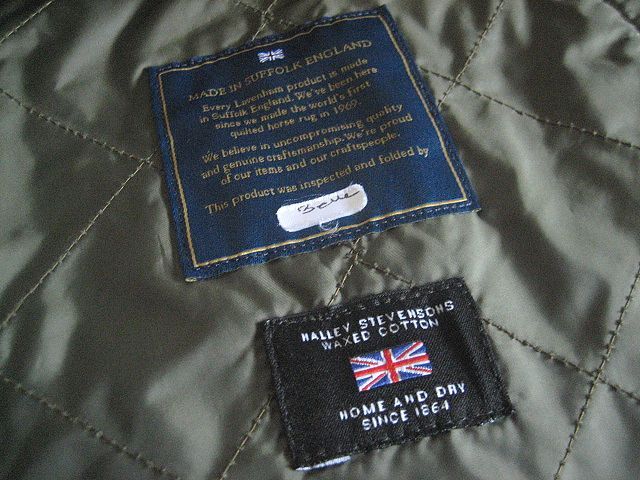 MADE IN SUFFOLK ENGLAND
Every Lavenham product is made
in Suffolk England. We've been here
since we made the world's first
quilted horse rug in 1969.
We believe in uncompromising quality
and genuine craftsmanship. We're proud
of our items and our craftspeople.
This product was inspected and folded by
HALLEY STEVENSONS
WAXED COTTON
HOME AND DRY
SINCE 1864